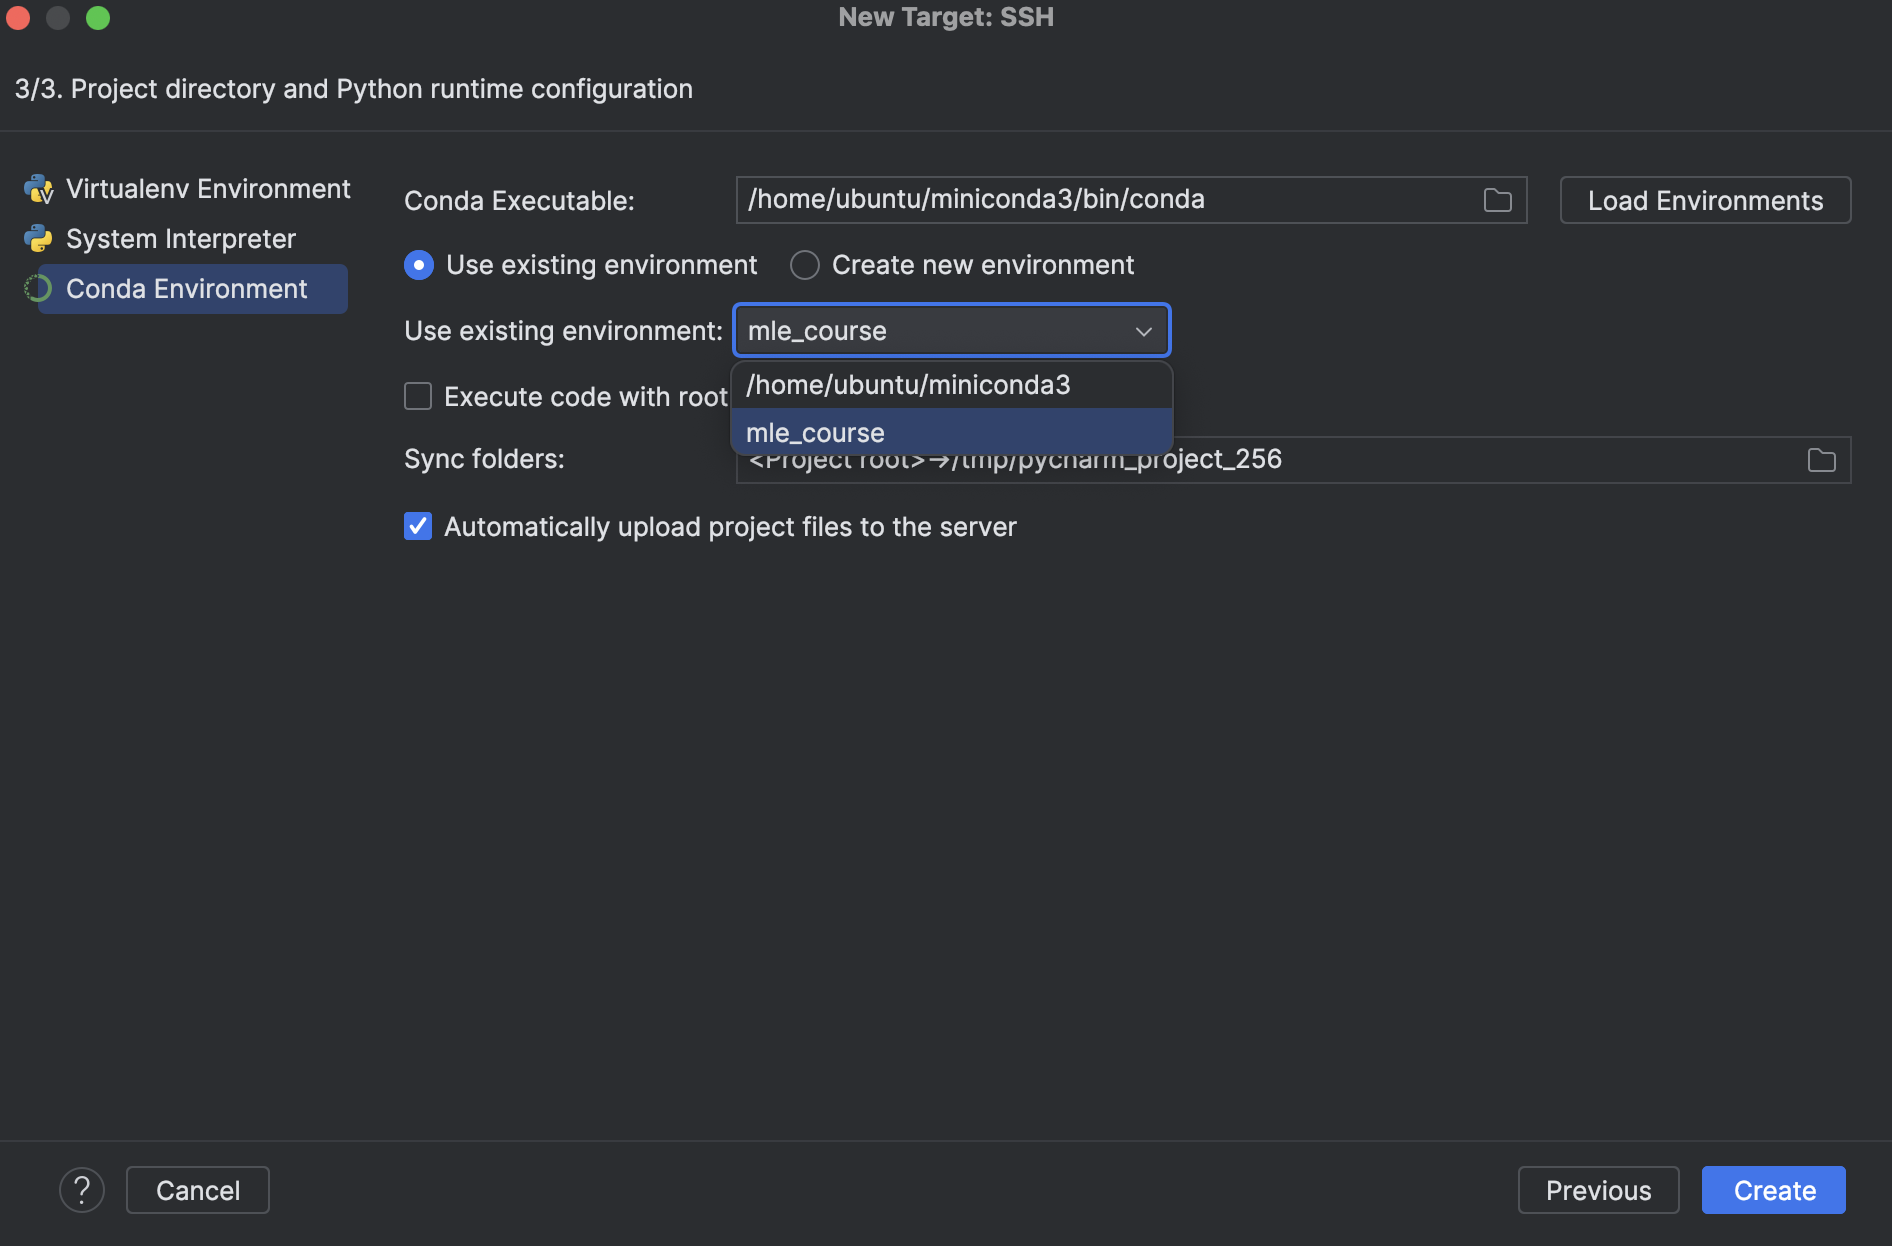 New Target: SSH
3/3. Project directory and Python runtime configuration
Virtualenv Environment
System Interpreter
Conda Environment
Conda Executable: /home/ubuntu/miniconda3/bin/conda Load Environments
Use existing environment Create new environment
Use existing environment: mle_course
/home/ubuntu/miniconda3
mle_course
Execute code with root
Sync folders: <Project root>→/tmp/pycharm_project_256
Automatically upload project files to the server
? Cancel Previous Create